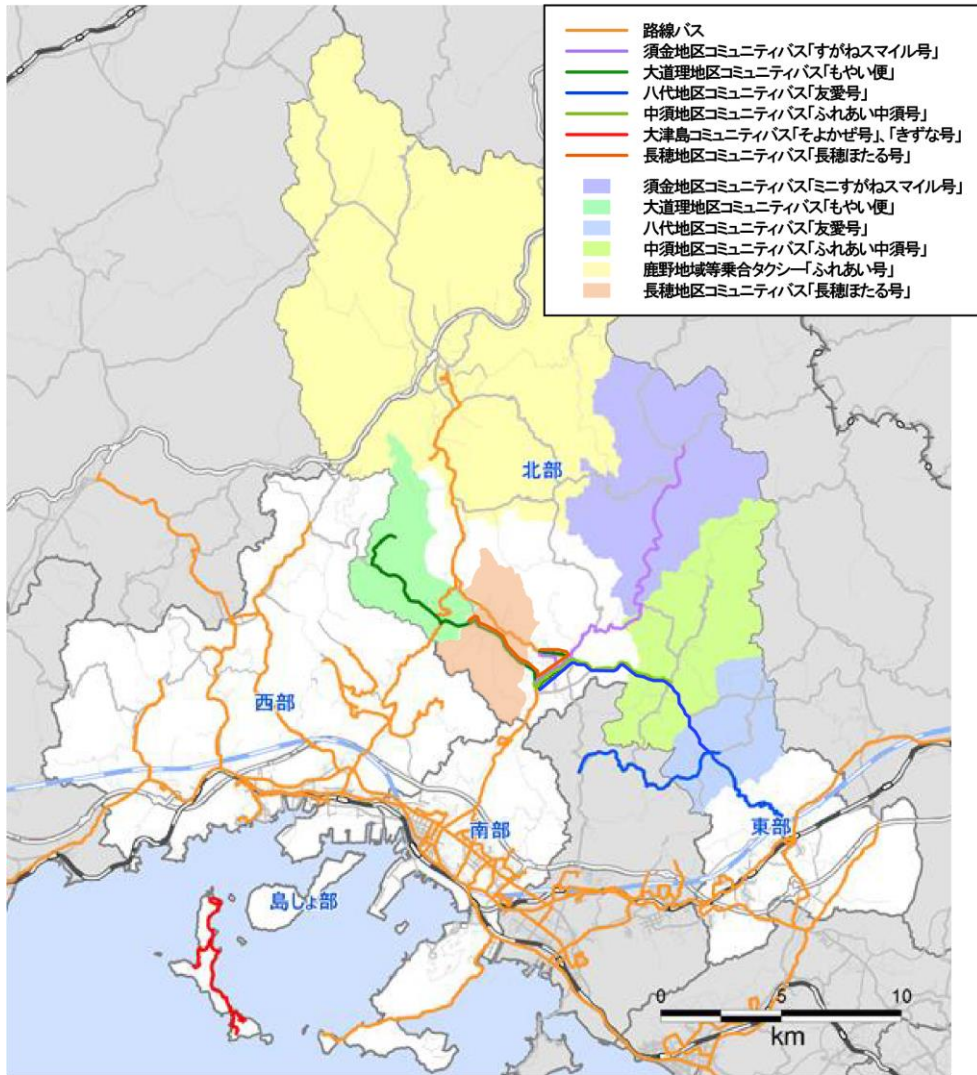 路線バス
須金地区コミュニティバス「すがねスマイル号」
大道理地区コミュニティバス「もやい便」
八代地区コミュニティバス「友愛号」
中須地区コミュニティバス「ふれあい中須号」
大津島コミュニティバス「そよかぜ号」、「きずな号」
長穂地区コミュニティバス「長穂ほたる号」
須金地区コミュニティバス「ミニすがねスマイル号」
大道理地区コミュニティバス「もやい便」
八代地区コミュニティバス「友愛号」
中須地区コミュニティバス「ふれあい中須号」
鹿野地域等乗合タクシー「ふれあい号」
長穂地区コミュニティバス「長穂ほたる号」
北部
西部
南部
東部
島しょ部
0 5 10
km